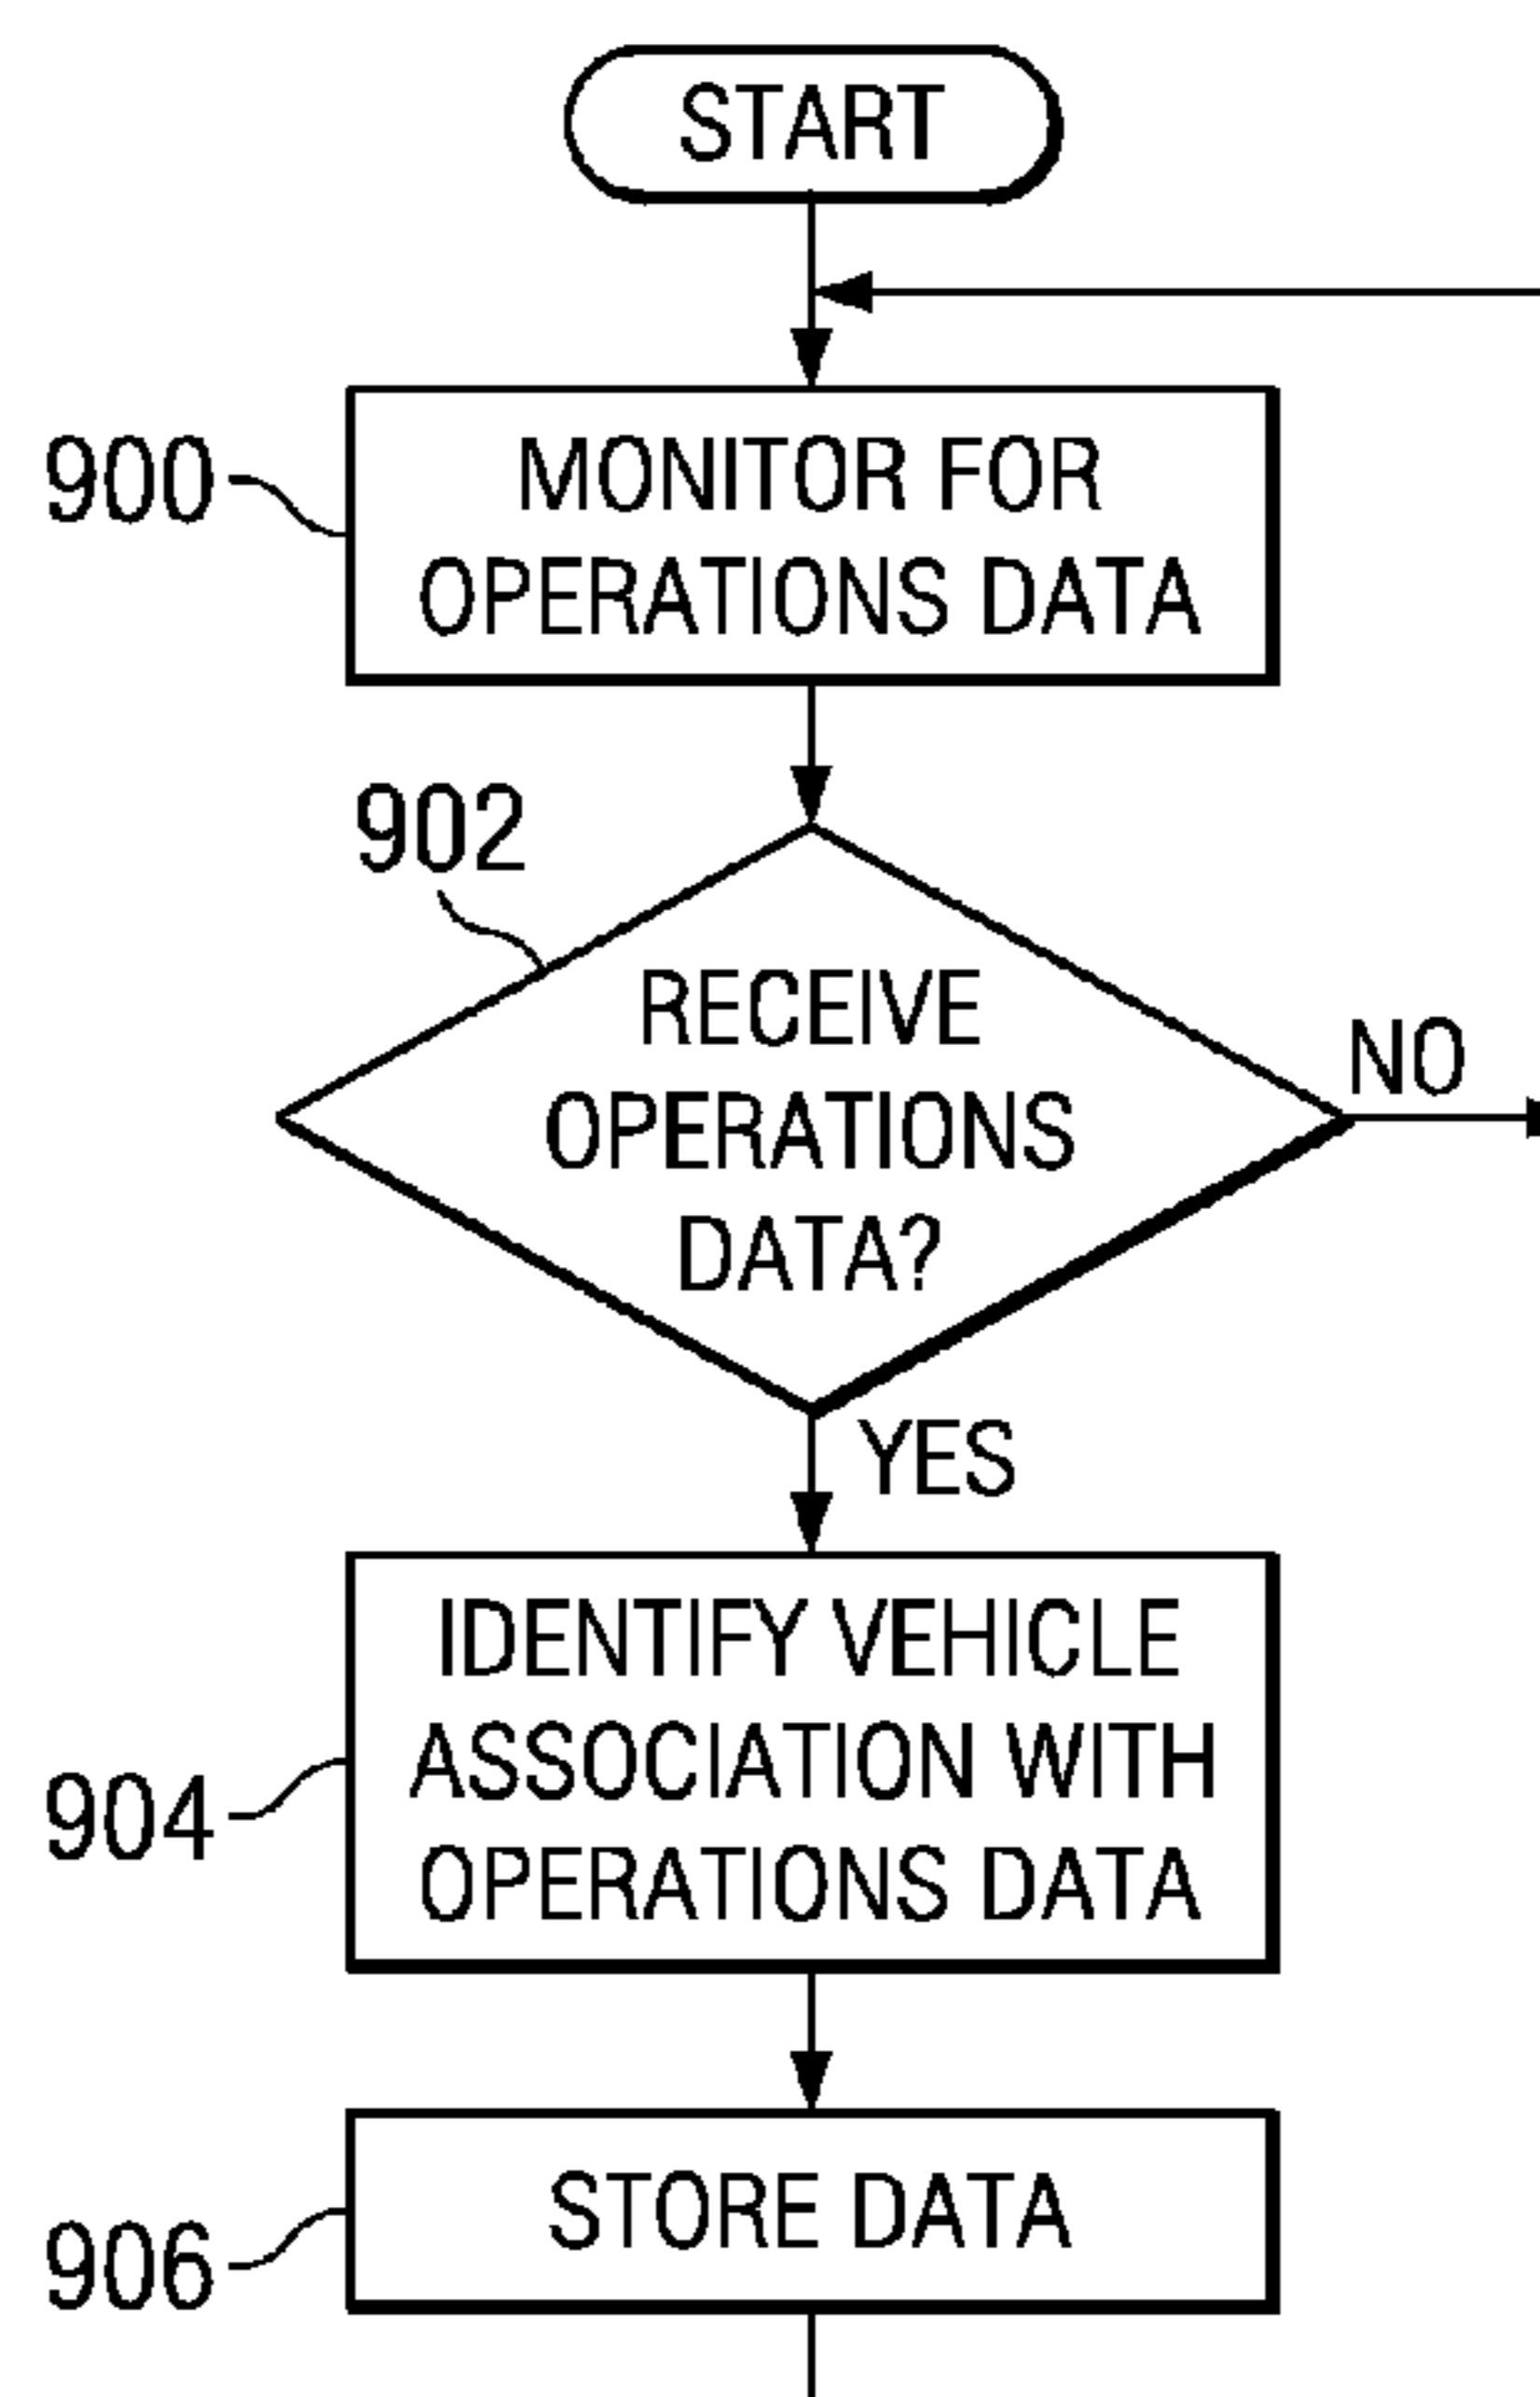 START
900
MONITOR FOR
OPERATIONS DATA
902
RECEIVE
OPERATIONS
DATA?
NO
YES
904
IDENTIFY VEHICLE
ASSOCIATION WITH
OPERATIONS DATA
906
STORE DATA